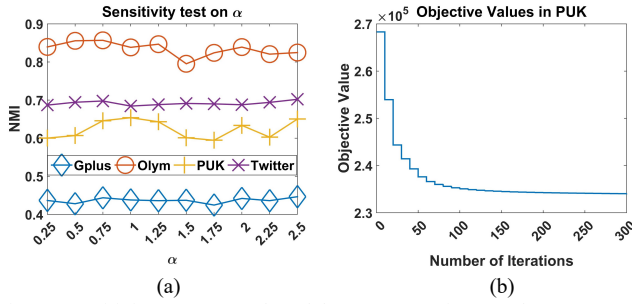 Sensitivity test on α
NMI
0.9
0.8
0.7
0.6
0.5
0.4
Gplus Olym PUK Twitter
0.25 0.5 0.75 1 1.25 1.5 1.75 2 2.25 2.5
α
(a)
Objective Values in PUK
×10⁵
Objective Value
2.7
2.6
2.5
2.4
2.3
0 50 100 150 200 250 300
Number of Iterations
(b)